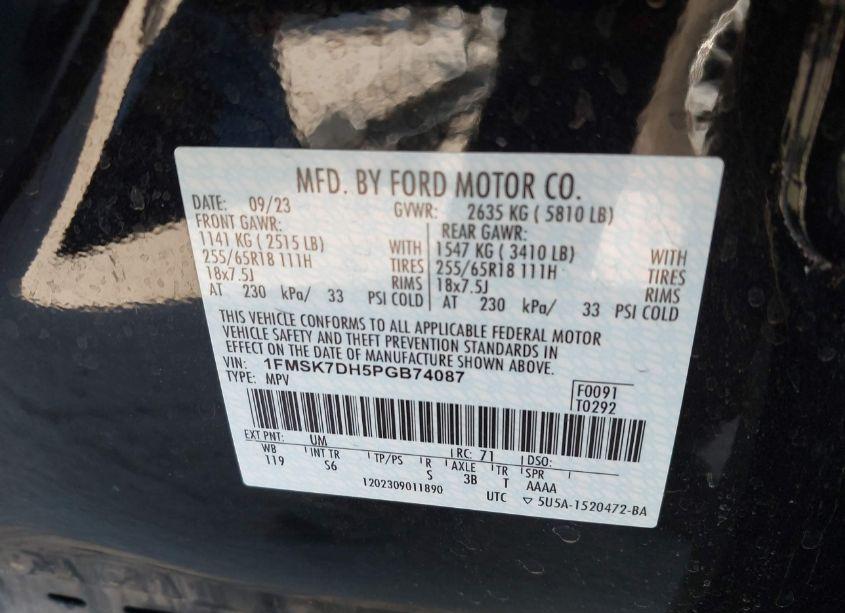 MFD. BY FORD MOTOR CO.
DATE: 09/23 GVWR: 2635 KG ( 5810 LB)
FRONT GAWR: REAR GAWR:
1141 KG ( 2515 LB) WITH 1547 KG ( 3410 LB) WITH
255/65R18 111H TIRES 255/65R18 111H TIRES
18x7.5J RIMS 18x7.5J RIMS
AT 230 kPa/ 33 PSI COLD AT 230 kPa/ 33 PSI COLD
THIS VEHICLE CONFORMS TO ALL APPLICABLE FEDERAL MOTOR
VEHICLE SAFETY AND THEFT PREVENTION STANDARDS IN
EFFECT ON THE DATE OF MANUFACTURE SHOWN ABOVE.
VIN: 1FMSK7DH5PGB74087
TYPE: MPV
F0091
T0292
EXT PNT: UM RC: 71 DSO:
WB INT TR TP/PS R AXLE TR SPR
119 S6 S 3B T AAAA
1202309011890 UTC ▽ 5U5A-1520472-BA